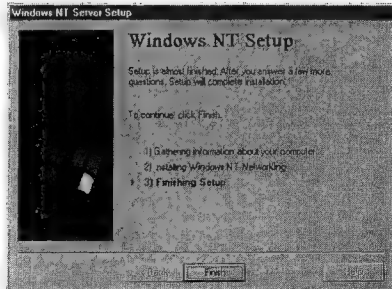 Windows NT Server Setup
Windows NT Setup
Setup is almost finished. After you answer a few more
questions, Setup will complete installation.
To continue, click Finish.
1) Gathering information about your computer
2) Installing Windows NT Networking
3) Finishing Setup
Back
Finish
Help